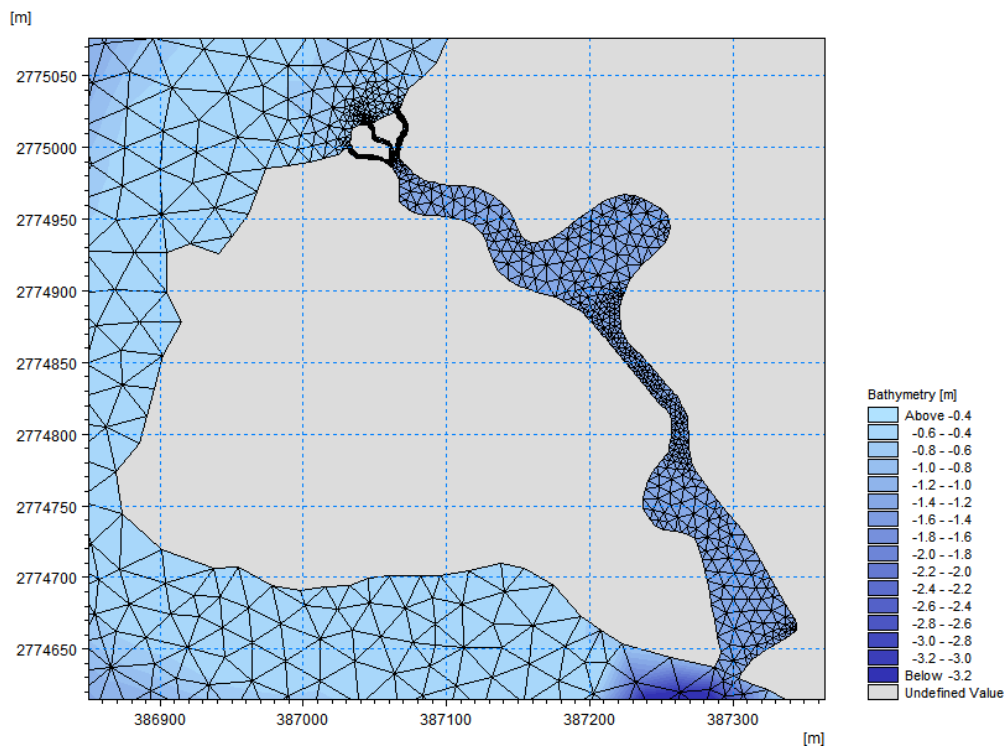 [m]
2775050
2775000
2774950
2774900
2774850
2774800
2774750
2774700
2774650
386900 387000 387100 387200 387300
[m]
Bathymetry [m]
Above -0.4
-0.6 - -0.4
-0.8 - -0.6
-1.0 - -0.8
-1.2 - -1.0
-1.4 - -1.2
-1.6 - -1.4
-1.8 - -1.6
-2.0 - -1.8
-2.2 - -2.0
-2.4 - -2.2
-2.6 - -2.4
-2.8 - -2.6
-3.0 - -2.8
-3.2 - -3.0
Below -3.2
Undefined Value